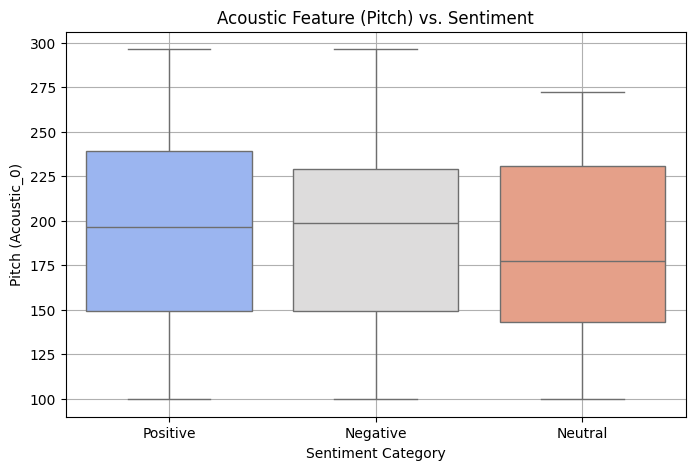 Acoustic Feature (Pitch) vs. Sentiment
300
275
250
225
200
175
150
125
100
Pitch (Acoustic_0)
Positive
Negative
Neutral
Sentiment Category